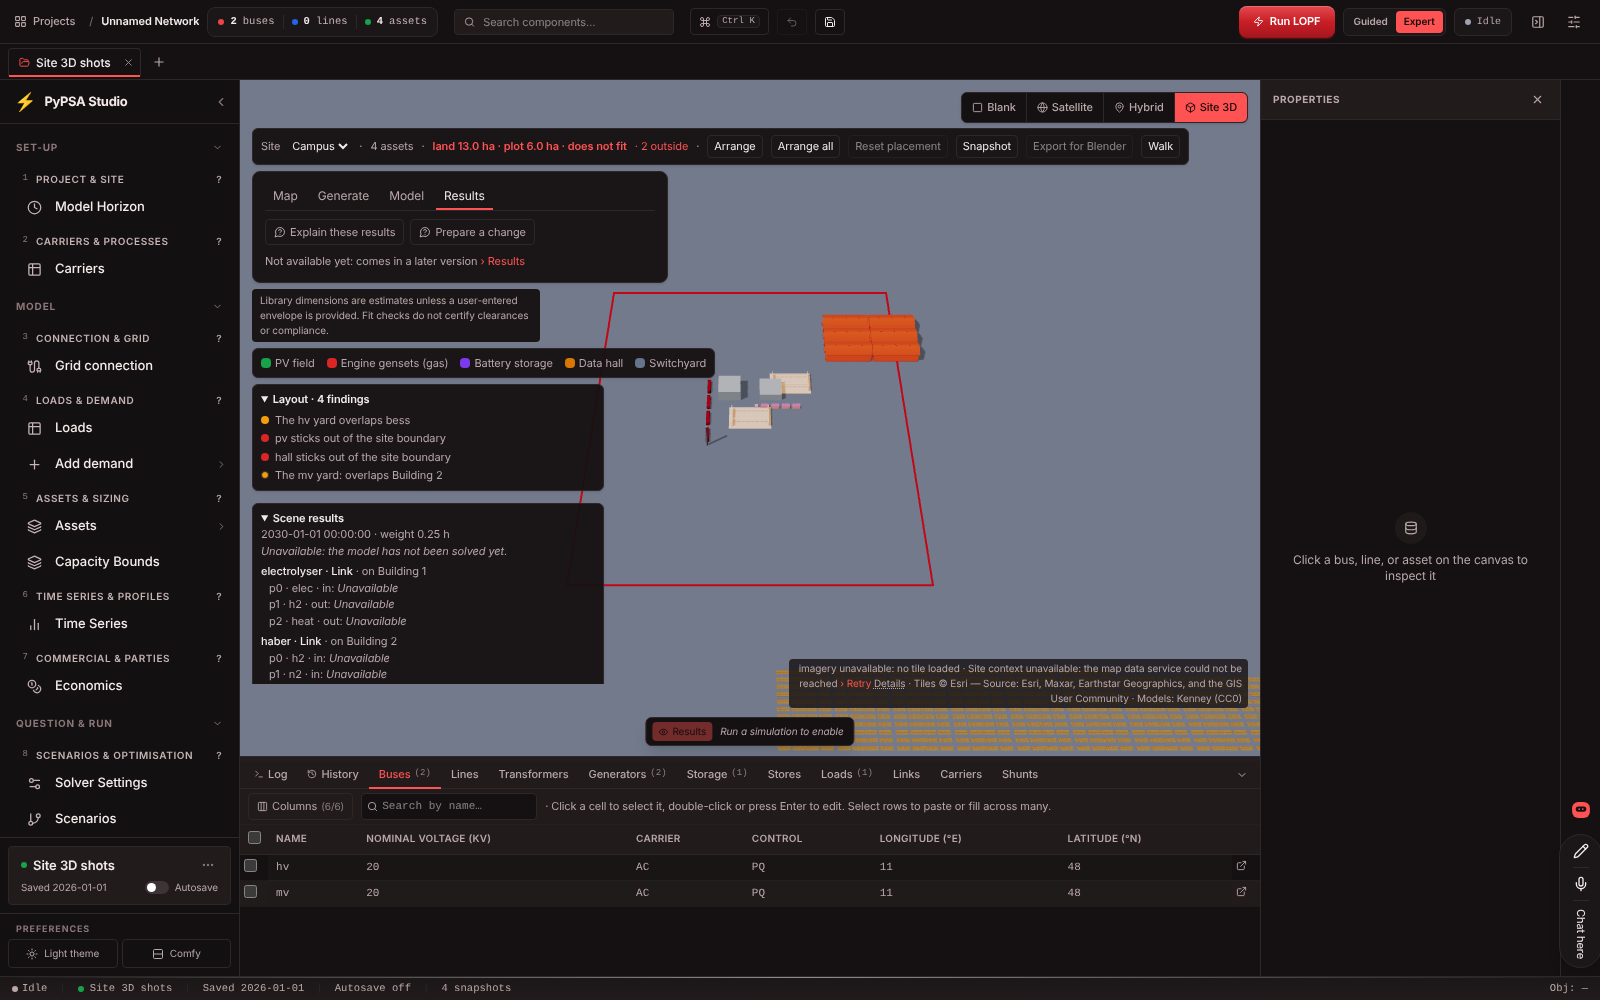 Projects / Unnamed Network
2 buses 0 lines 4 assets
Search components...
⌘ Ctrl K
Run LOPF
Guided Expert
Idle
Site 3D shots
PyPSA Studio
SET-UP
1 PROJECT & SITE ?
Model Horizon
2 CARRIERS & PROCESSES ?
Carriers
MODEL
3 CONNECTION & GRID ?
Grid connection
4 LOADS & DEMAND ?
Loads
Add demand
5 ASSETS & SIZING ?
Assets
Capacity Bounds
6 TIME SERIES & PROFILES ?
Time Series
7 COMMERCIAL & PARTIES ?
Economics
QUESTION & RUN
8 SCENARIOS & OPTIMISATION ?
Solver Settings
Scenarios
Site 3D shots ...
Saved 2026-01-01 Autosave
PREFERENCES
Light theme Comfy
Blank Satellite Hybrid Site 3D
Site Campus · 4 assets · land 13.0 ha · plot 6.0 ha · does not fit · 2 outside · Arrange Arrange all Reset placement Snapshot Export for Blender Walk
Map Generate Model Results
Explain these results Prepare a change
Not available yet: comes in a later version › Results
Library dimensions are estimates unless a user-entered
envelope is provided. Fit checks do not certify clearances
or compliance.
PV field Engine gensets (gas) Battery storage Data hall Switchyard
▼ Layout · 4 findings
The hv yard overlaps bess
pv sticks out of the site boundary
hall sticks out of the site boundary
The mv yard: overlaps Building 2
▼ Scene results
2030-01-01 00:00:00 · weight 0.25 h
Unavailable: the model has not been solved yet.
electrolyser · Link · on Building 1
p0 · elec · in: Unavailable
p1 · h2 · out: Unavailable
p2 · heat · out: Unavailable
haber · Link · on Building 2
p0 · h2 · in: Unavailable
p1 · n2 · in: Unavailable
imagery unavailable: no tile loaded · Site context unavailable: the map data service could not be
reached › Retry Details · Tiles © Esri — Source: Esri, Maxar, Earthstar Geographics, and the GIS
User Community · Models: Kenney (CC0)
Results Run a simulation to enable
Log History Buses (2) Lines Transformers Generators (2) Storage (1) Stores Loads (1) Links Carriers Shunts
Columns (6/6) Search by name… · Click a cell to select it, double-click or press Enter to edit. Select rows to paste or fill across many.
NAME NOMINAL VOLTAGE (KV) CARRIER CONTROL LONGITUDE (°E) LATITUDE (°N)
hv 20 AC PQ 11 48
mv 20 AC PQ 11 48
PROPERTIES
Click a bus, line, or asset on the canvas to
inspect it
Chat here
Idle Site 3D shots Saved 2026-01-01 Autosave off 4 snapshots Obj: —